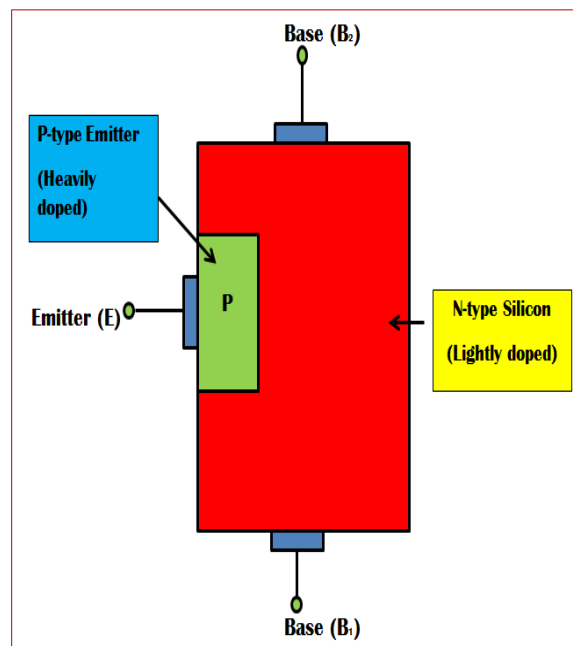 Base (B₂)
P-type Emitter
(Heavily
doped)
P
Emitter (E)
N-type Silicon
(Lightly doped)
Base (B₁)